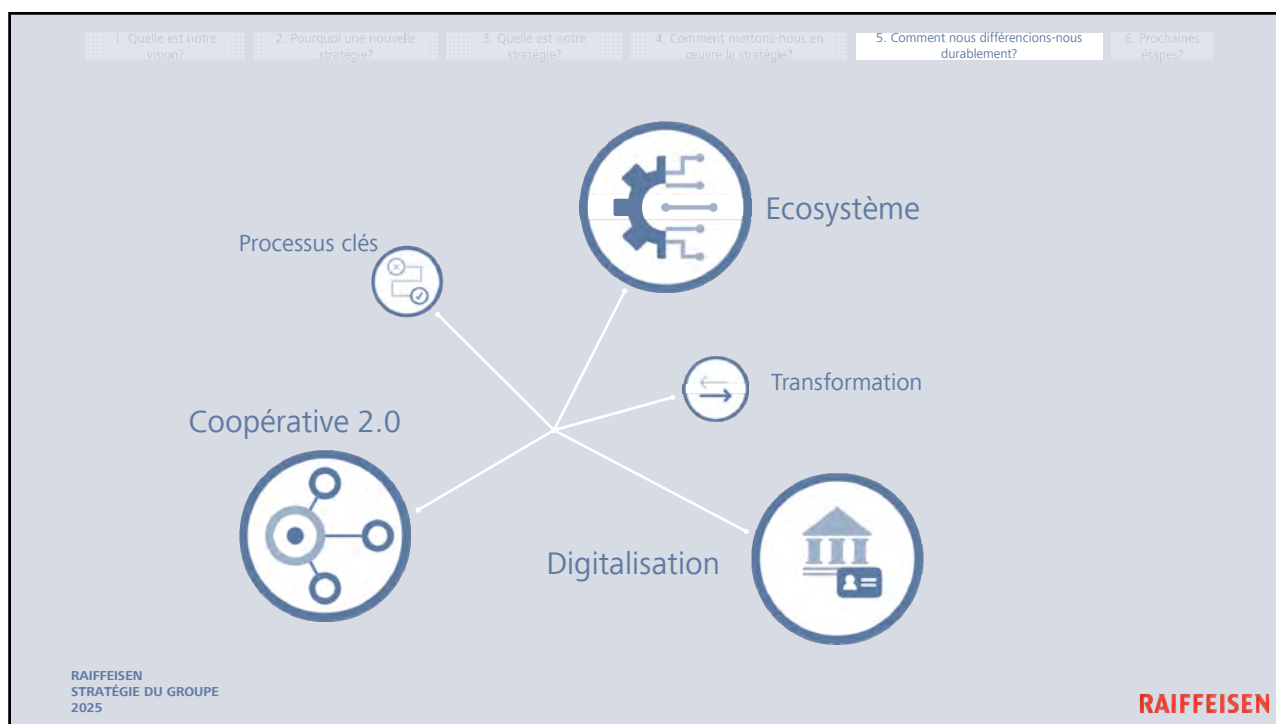 1. Quelle est notre
vision?
2. Pourquoi une nouvelle
stratégie?
3. Quelle est notre
stratégie?
4. Comment mettons-nous en
œuvre la stratégie?
5. Comment nous différencions-nous
durablement?
6. Prochaines
étapes?
Ecosystème
Processus clés
Transformation
Coopérative 2.0
Digitalisation
RAIFFEISEN
STRATÉGIE DU GROUPE
2025
RAIFFEISEN